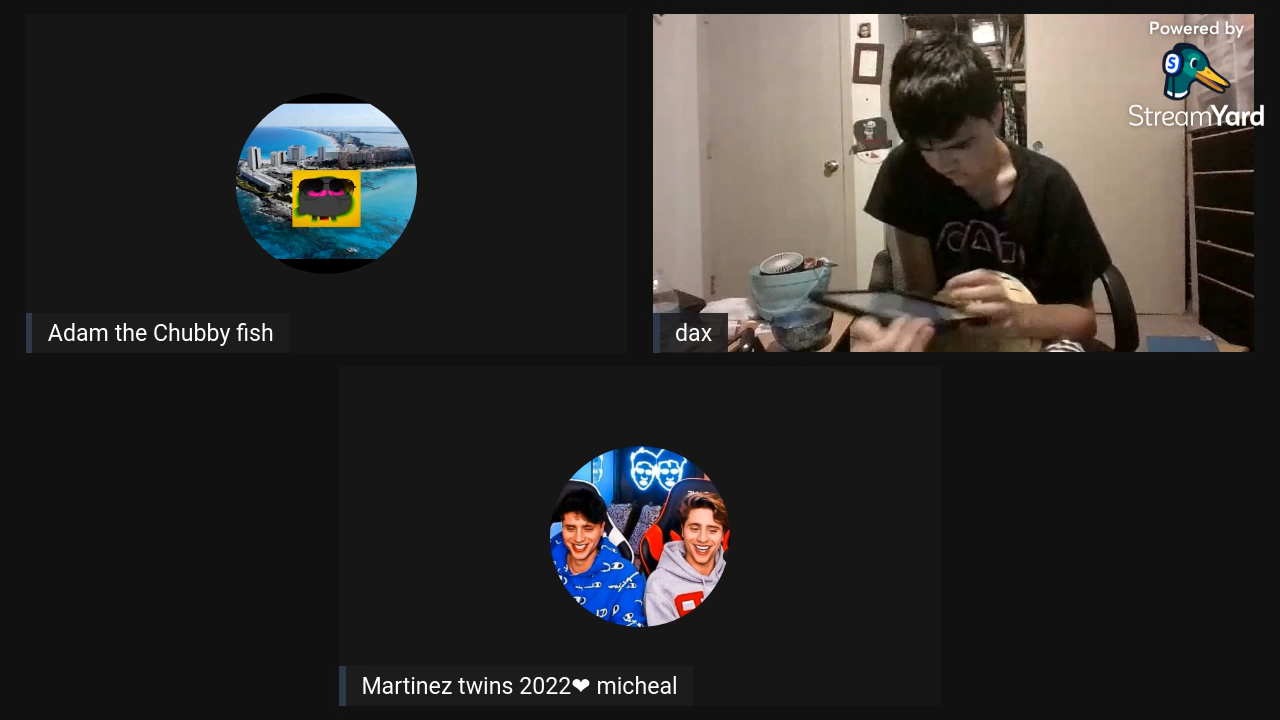 Powered by
StreamYard
Adam the Chubby fish
dax
Martinez twins 2022❤ micheal